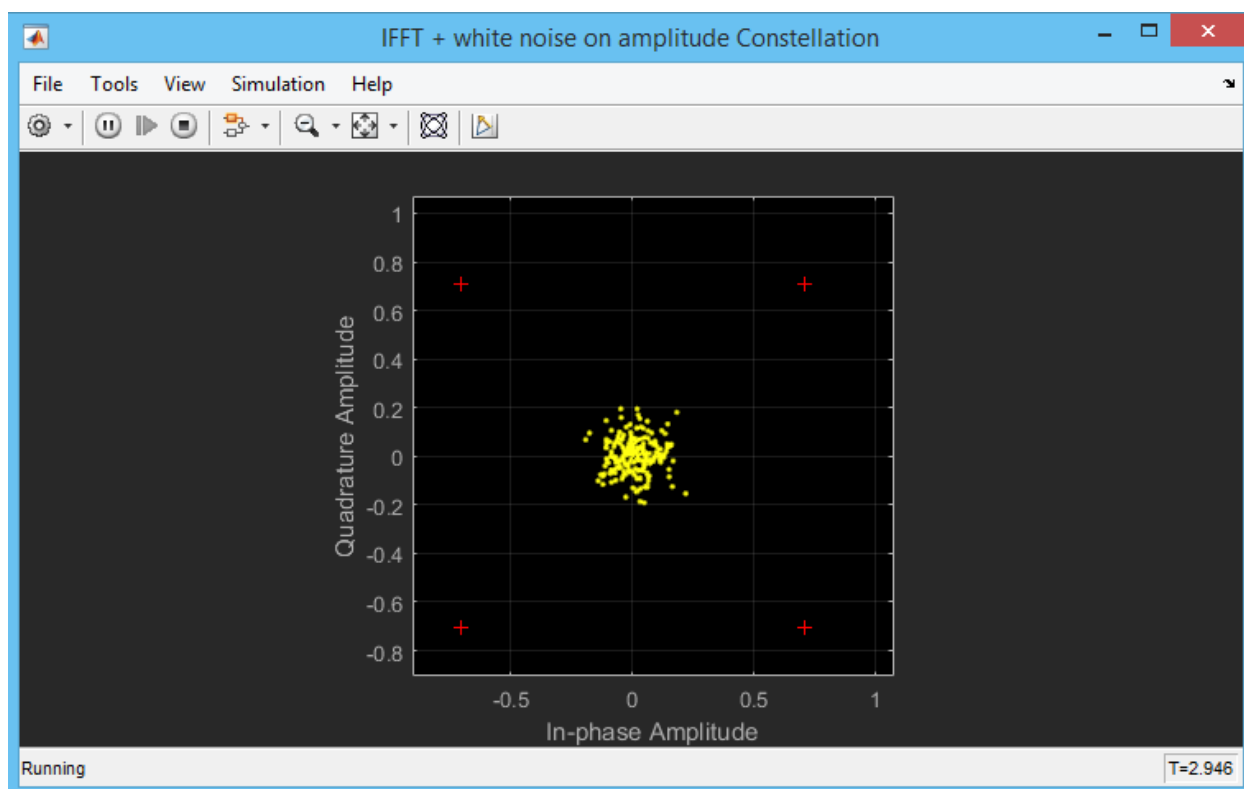 IFFT + white noise on amplitude Constellation
File Tools View Simulation Help
1
0.8
0.6
0.4
0.2
0
-0.2
-0.4
-0.6
-0.8
Quadrature Amplitude
-0.5 0 0.5 1
In-phase Amplitude
Running T=2.946